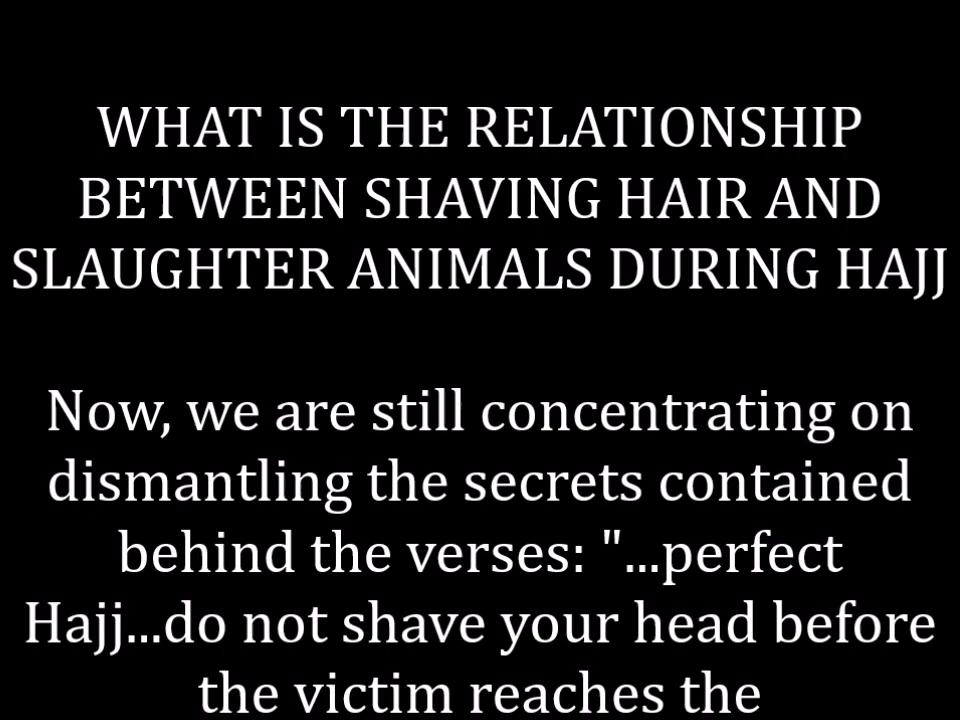 WHAT IS THE RELATIONSHIP
BETWEEN SHAVING HAIR AND
SLAUGHTER ANIMALS DURING HAJJ
Now, we are still concentrating on
dismantling the secrets contained
behind the verses: "...perfect
Hajj...do not shave your head before
the victim reaches the